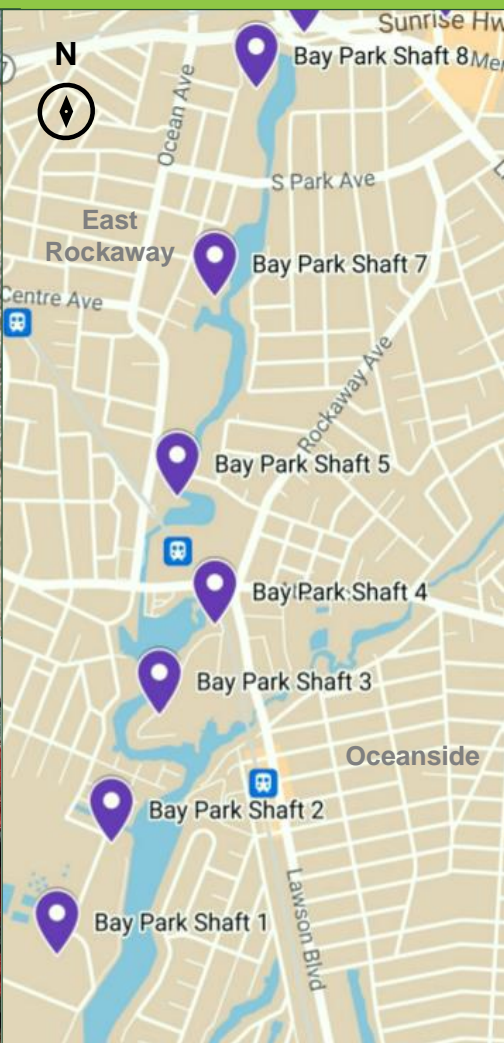 Sunrise Hw
N
Bay Park Shaft 8
Mer
Ocean Ave
S Park Ave
East
Rockaway
Bay Park Shaft 7
Centre Ave
Rockaway Ave
Bay Park Shaft 5
Bay Park Shaft 4
Bay Park Shaft 3
Oceanside
Bay Park Shaft 2
Bay Park Shaft 1
Lawson Blvd